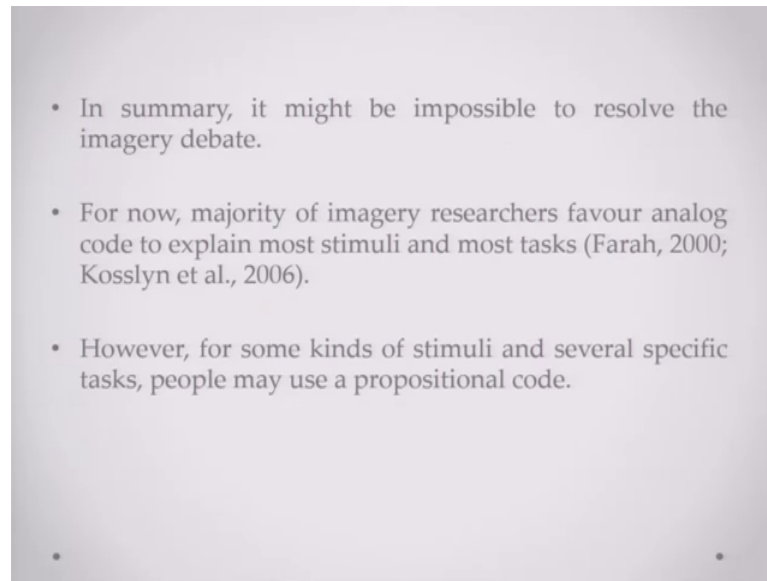 • In summary, it might be impossible to resolve the
imagery debate.
• For now, majority of imagery researchers favour analog
code to explain most stimuli and most tasks (Farah, 2000;
Kosslyn et al., 2006).
• However, for some kinds of stimuli and several specific
tasks, people may use a propositional code.